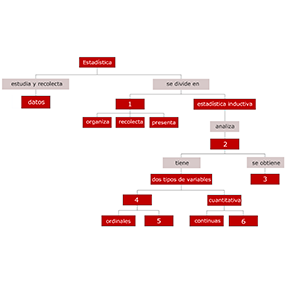 Estadística
estudia y recolecta
se divide en
datos
1
estadística inductiva
organiza
recolecta
presenta
analiza
2
tiene
se obtiene
dos tipos de variables
3
4
cuantitativa
ordinales
5
continuas
6